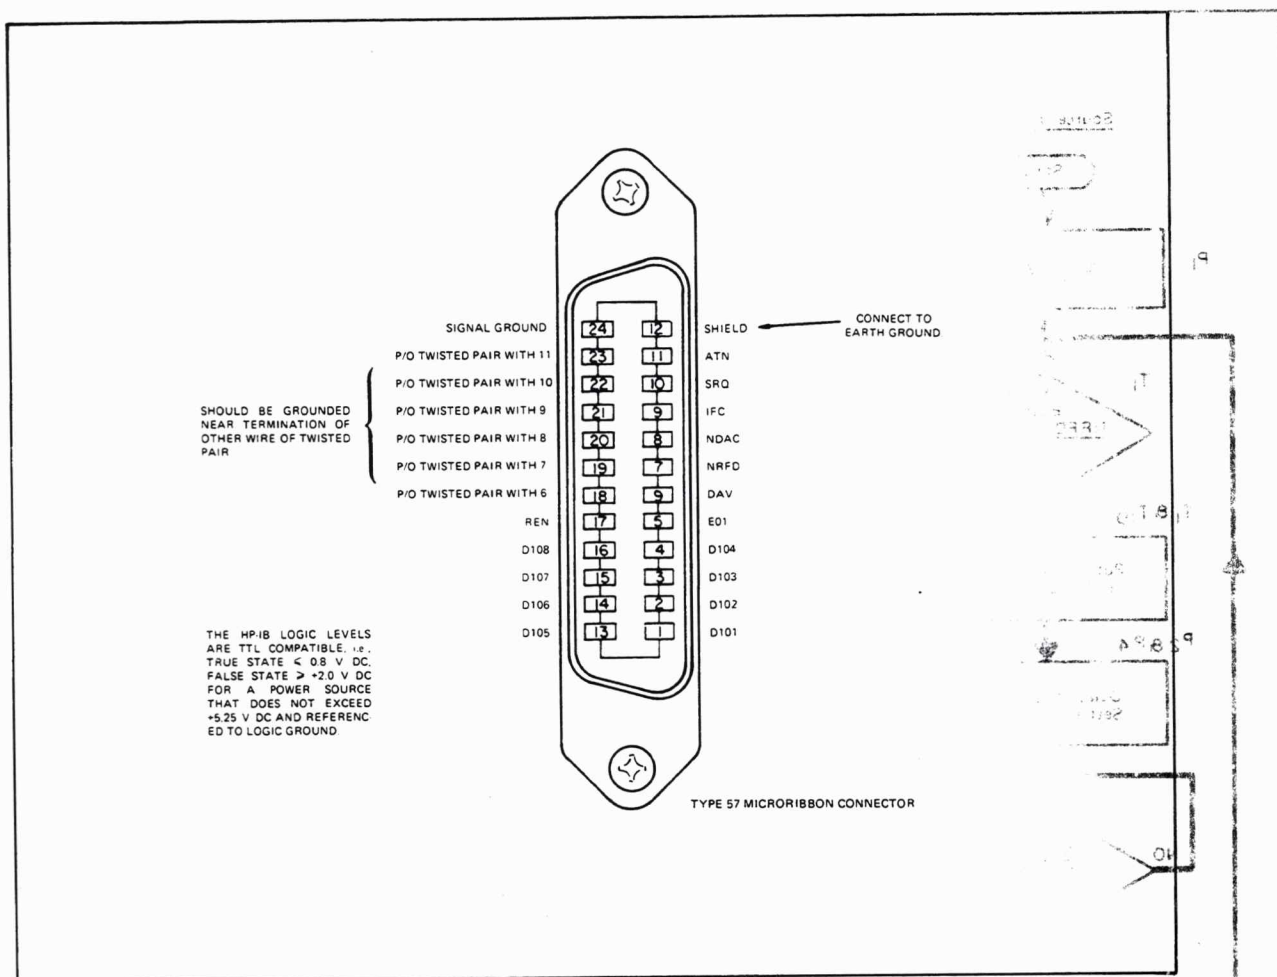 SIGNAL GROUND 24 12 SHIELD
CONNECT TO
EARTH GROUND
P/O TWISTED PAIR WITH 11 23 11 ATN
P/O TWISTED PAIR WITH 10 22 10 SRQ
P/O TWISTED PAIR WITH 9 21 9 IFC
P/O TWISTED PAIR WITH 8 20 8 NDAC
P/O TWISTED PAIR WITH 7 19 7 NRFD
P/O TWISTED PAIR WITH 6 18 9 DAV
REN 17 5 E01
D108 16 4 D104
D107 15 3 D103
D106 14 2 D102
D105 13 1 D101
SHOULD BE GROUNDED
NEAR TERMINATION OF
OTHER WIRE OF TWISTED
PAIR
THE HP-IB LOGIC LEVELS
ARE TTL COMPATIBLE, i.e.,
TRUE STATE ≤ 0.8 V DC,
FALSE STATE ≥ +2.0 V DC
FOR A POWER SOURCE
THAT DOES NOT EXCEED
+5.25 V DC AND REFERENC-
ED TO LOGIC GROUND
TYPE 57 MICRORIBBON CONNECTOR
Source
P1
T1
NO